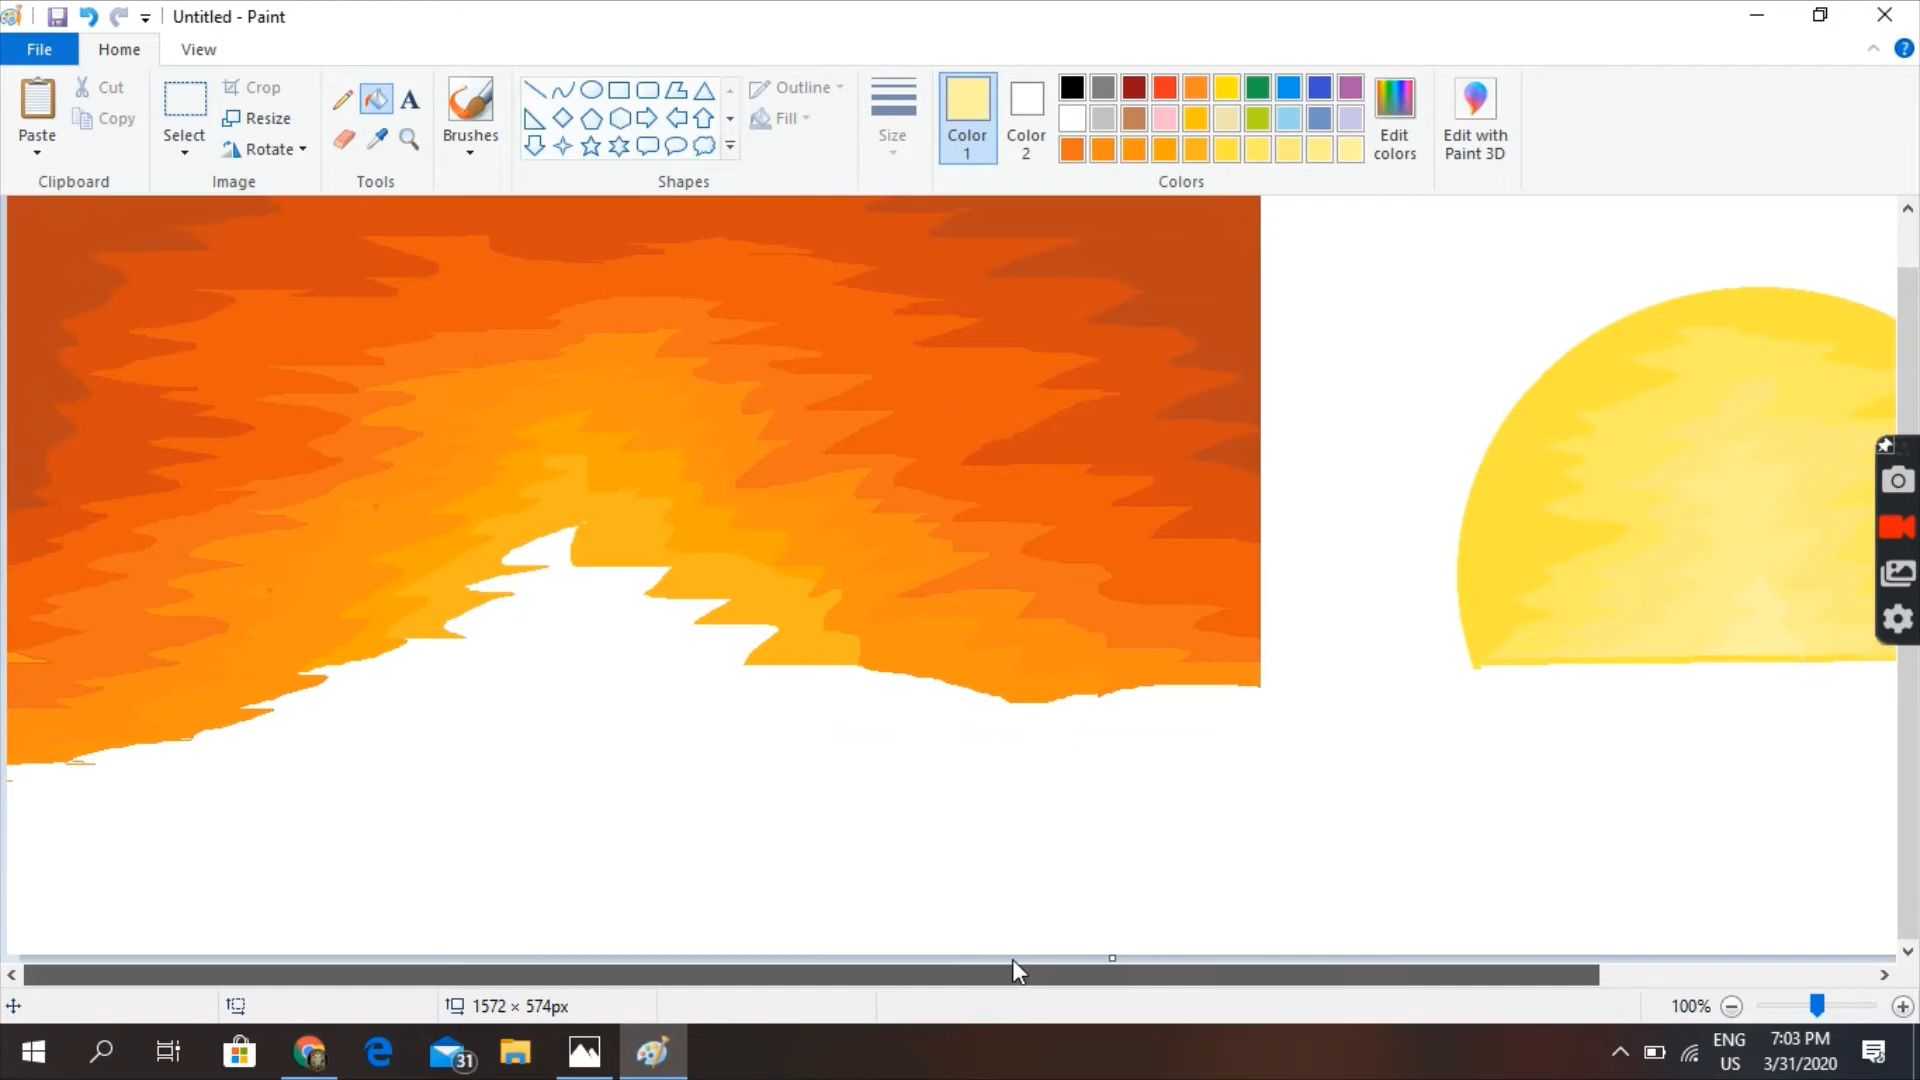 Untitled - Paint
File Home View
Paste
Cut
Copy
Clipboard
Select
Crop
Resize
Rotate
Image
A
Tools
Brushes
Shapes
Outline
Fill
Size
Color 1
Color 2
Edit colors
Colors
Edit with Paint 3D
1572 × 574px
100%
31
ENG
US
7:03 PM
3/31/2020